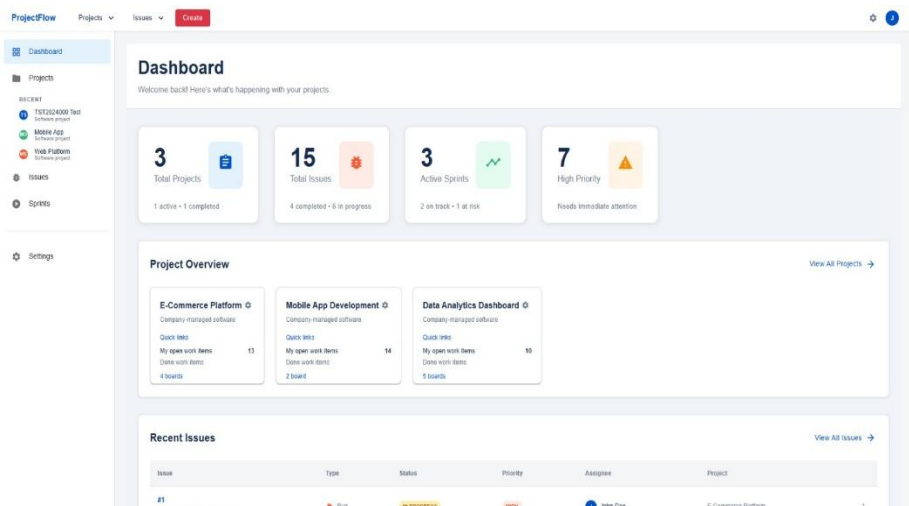 ProjectFlow Projects Issues Create J
Dashboard
Projects
RECENT
TST2024000 Test
Software project
Mobile App
Software project
Web Platform
Software project
Issues
Sprints
Settings
Dashboard
Welcome back! Here's what's happening with your projects.
3
Total Projects
1 active • 1 completed
15
Total Issues
4 completed • 6 in progress
3
Active Sprints
2 on track • 1 at risk
7
High Priority
Needs immediate attention
Project Overview View All Projects →
E-Commerce Platform
Company-managed software
Quick links
My open work items 13
Done work items
4 boards
Mobile App Development
Company-managed software
Quick links
My open work items 14
Done work items
2 board
Data Analytics Dashboard
Company-managed software
Quick links
My open work items 10
Done work items
5 boards
Recent Issues View All Issues →
Issue Type Status Priority Assignee Project
#1
Bug IN PROGRESS HIGH J John Doe E-Commerce Platform